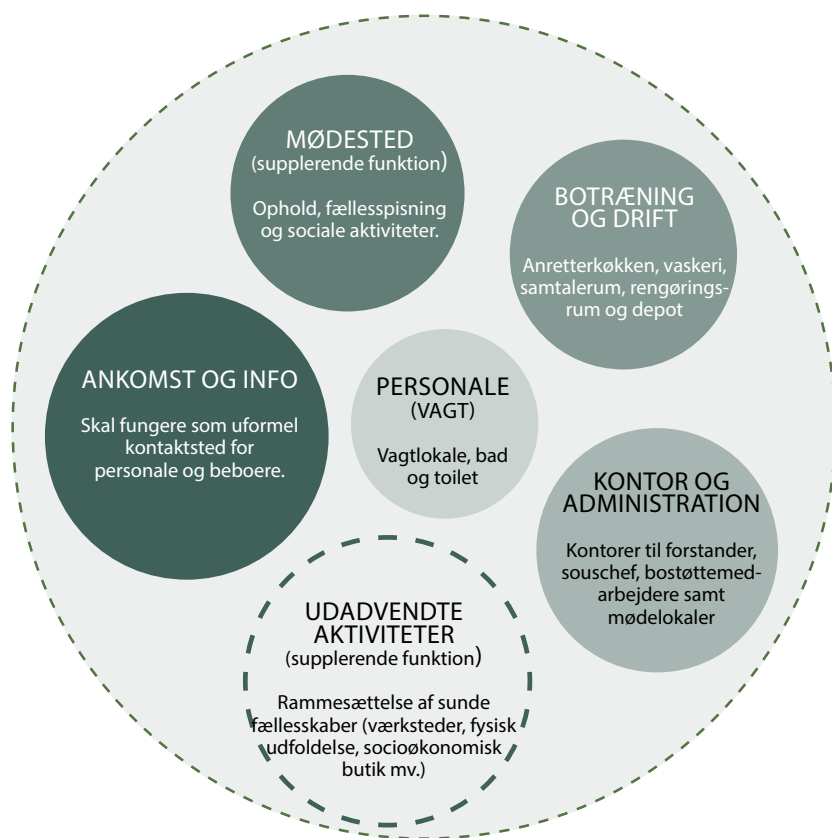 MØDESTED
(supplerende funktion)
Ophold, fællesspisning
og sociale aktiviteter.
BOTRÆNING
OG DRIFT
Anretterkøkken, vaskeri,
samtalerum, rengørings-
rum og depot
ANKOMST OG INFO
Skal fungere som uformel
kontaktsted for
personale og beboere.
PERSONALE
(VAGT)
Vagtlokale, bad
og toilet
KONTOR OG
ADMINISTRATION
Kontorer til forstander,
souschef, bostøttemed-
arbejdere samt
mødelokaler
UDADVENDTE
AKTIVITETER
(supplerende funktion)
Rammesættelse af sunde
fællesskaber (værksteder, fysisk
udfoldelse, socioøkonomisk
butik mv.)